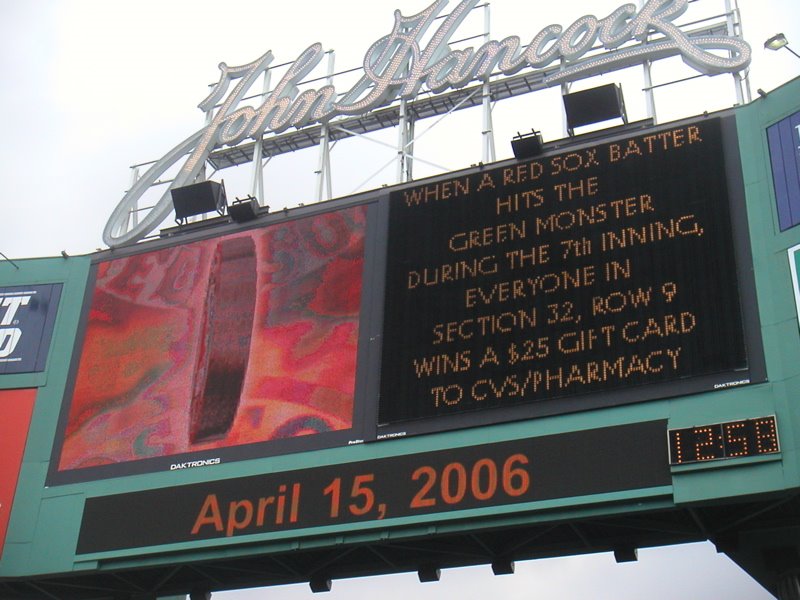 John Hancock
WHEN A RED SOX BATTER
HITS THE
GREEN MONSTER
DURING THE 7th INNING,
EVERYONE IN
SECTION 32, ROW 9
WINS A $25 GIFT CARD
TO CVS/PHARMACY
DAKTRONICS
DAKTRONICS
DAKTRONICS
12:58
April 15, 2006